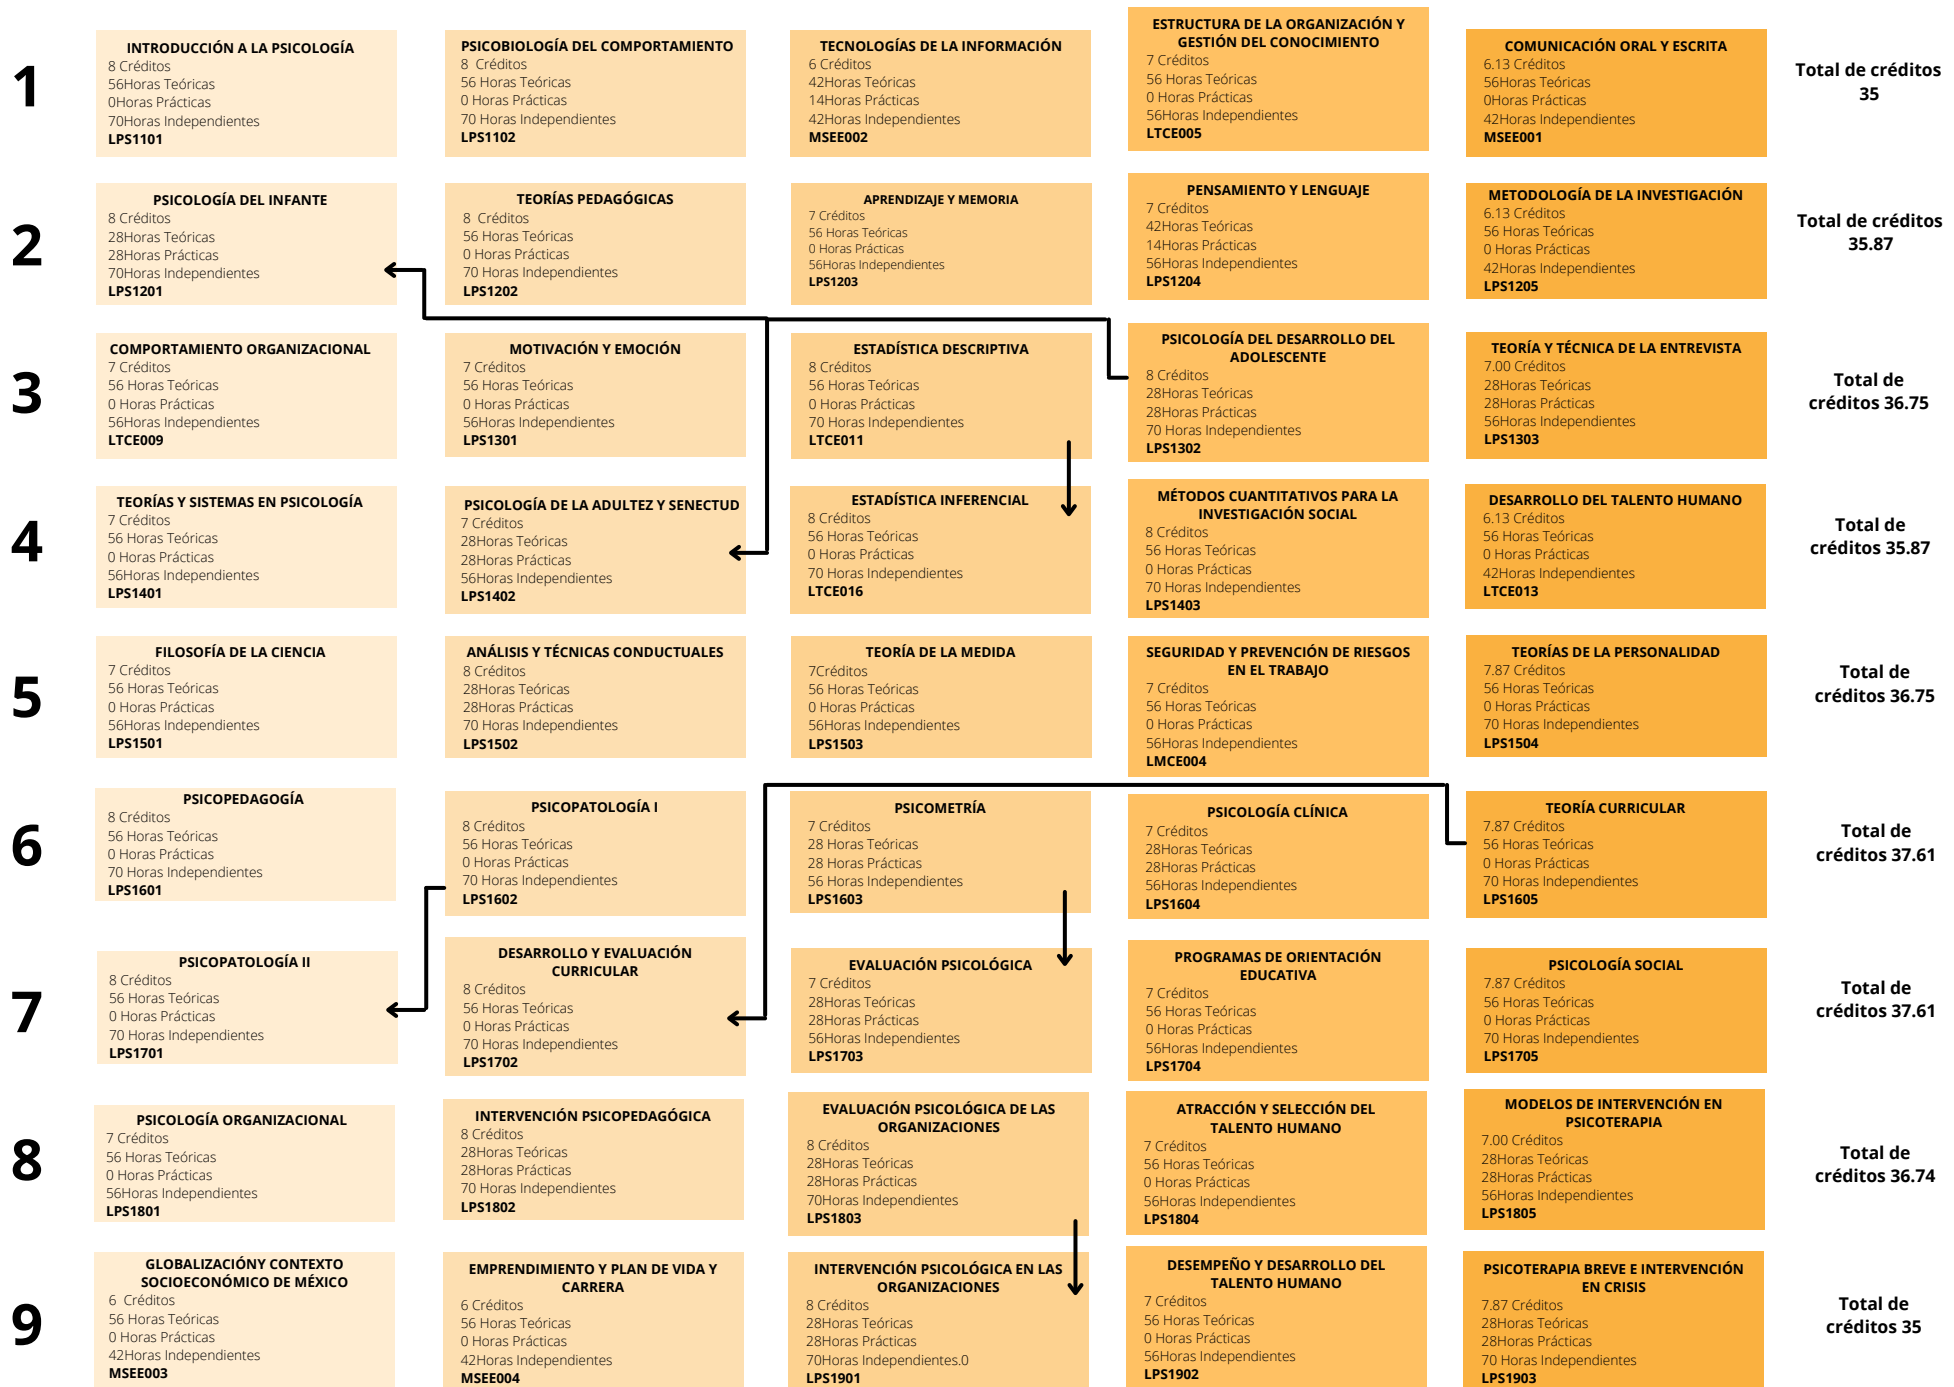 1
INTRODUCCIÓN A LA PSICOLOGÍA
8 Créditos
56Horas Teóricas
0Horas Prácticas
70Horas Independientes
LPS1101
PSICOBIOLOGÍA DEL COMPORTAMIENTO
8 Créditos
56 Horas Teóricas
0 Horas Prácticas
70 Horas Independientes
LPS1102
TECNOLOGÍAS DE LA INFORMACIÓN
6 Créditos
42Horas Teóricas
14Horas Prácticas
42Horas Independientes
MSEE002
ESTRUCTURA DE LA ORGANIZACIÓN Y
GESTIÓN DEL CONOCIMIENTO
7 Créditos
56 Horas Teóricas
0 Horas Prácticas
56Horas Independientes
LTCE005
COMUNICACIÓN ORAL Y ESCRITA
6.13 Créditos
56Horas Teóricas
0Horas Prácticas
42Horas Independientes
MSEE001
Total de créditos
35
2
PSICOLOGÍA DEL INFANTE
8 Créditos
28Horas Teóricas
28Horas Prácticas
70Horas Independientes
LPS1201
TEORÍAS PEDAGÓGICAS
8 Créditos
56 Horas Teóricas
0 Horas Prácticas
70 Horas Independientes
LPS1202
APRENDIZAJE Y MEMORIA
7 Créditos
56 Horas Teóricas
0 Horas Prácticas
56Horas Independientes
LPS1203
PENSAMIENTO Y LENGUAJE
7 Créditos
42Horas Teóricas
14Horas Prácticas
56Horas Independientes
LPS1204
METODOLOGÍA DE LA INVESTIGACIÓN
6.13 Créditos
56 Horas Teóricas
0 Horas Prácticas
42Horas Independientes
LPS1205
Total de créditos
35.87
3
COMPORTAMIENTO ORGANIZACIONAL
7 Créditos
56 Horas Teóricas
0 Horas Prácticas
56Horas Independientes
LTCE009
MOTIVACIÓN Y EMOCIÓN
7 Créditos
56 Horas Teóricas
0 Horas Prácticas
56Horas Independientes
LPS1301
ESTADÍSTICA DESCRIPTIVA
8 Créditos
56 Horas Teóricas
0 Horas Prácticas
70 Horas Independientes
LTCE011
PSICOLOGÍA DEL DESARROLLO DEL
ADOLESCENTE
8 Créditos
28Horas Teóricas
28Horas Prácticas
70 Horas Independientes
LPS1302
TEORÍA Y TÉCNICA DE LA ENTREVISTA
7.00 Créditos
28Horas Teóricas
28Horas Prácticas
56Horas Independientes
LPS1303
Total de
créditos 36.75
4
TEORÍAS Y SISTEMAS EN PSICOLOGÍA
7 Créditos
56 Horas Teóricas
0 Horas Prácticas
56Horas Independientes
LPS1401
PSICOLOGÍA DE LA ADULTEZ Y SENECTUD
7 Créditos
28Horas Teóricas
28Horas Prácticas
56Horas Independientes
LPS1402
ESTADÍSTICA INFERENCIAL
8 Créditos
56 Horas Teóricas
0 Horas Prácticas
70 Horas Independientes
LTCE016
MÉTODOS CUANTITATIVOS PARA LA
INVESTIGACIÓN SOCIAL
8 Créditos
56 Horas Teóricas
0 Horas Prácticas
70 Horas Independientes
LPS1403
DESARROLLO DEL TALENTO HUMANO
6.13 Créditos
56 Horas Teóricas
0 Horas Prácticas
42Horas Independientes
LTCE013
Total de
créditos 35.87
5
FILOSOFÍA DE LA CIENCIA
7 Créditos
56 Horas Teóricas
0 Horas Prácticas
56Horas Independientes
LPS1501
ANÁLISIS Y TÉCNICAS CONDUCTUALES
8 Créditos
28Horas Teóricas
28Horas Prácticas
70 Horas Independientes
LPS1502
TEORÍA DE LA MEDIDA
7Créditos
56 Horas Teóricas
0 Horas Prácticas
56Horas Independientes
LPS1503
SEGURIDAD Y PREVENCIÓN DE RIESGOS
EN EL TRABAJO
7 Créditos
56 Horas Teóricas
0 Horas Prácticas
56Horas Independientes
LMCE004
TEORÍAS DE LA PERSONALIDAD
7.87 Créditos
56 Horas Teóricas
0 Horas Prácticas
70 Horas Independientes
LPS1504
Total de
créditos 36.75
6
PSICOPEDAGOGÍA
8 Créditos
56 Horas Teóricas
0 Horas Prácticas
70 Horas Independientes
LPS1601
PSICOPATOLOGÍA I
8 Créditos
56 Horas Teóricas
0 Horas Prácticas
70 Horas Independientes
LPS1602
PSICOMETRÍA
7 Créditos
28 Horas Teóricas
28 Horas Prácticas
56 Horas Independientes
LPS1603
PSICOLOGÍA CLÍNICA
7 Créditos
28Horas Teóricas
28Horas Prácticas
56Horas Independientes
LPS1604
TEORÍA CURRICULAR
7.87 Créditos
56 Horas Teóricas
0 Horas Prácticas
70 Horas Independientes
LPS1605
Total de
créditos 37.61
7
PSICOPATOLOGÍA II
8 Créditos
56 Horas Teóricas
0 Horas Prácticas
70 Horas Independientes
LPS1701
DESARROLLO Y EVALUACIÓN
CURRICULAR
8 Créditos
56 Horas Teóricas
0 Horas Prácticas
70 Horas Independientes
LPS1702
EVALUACIÓN PSICOLÓGICA
7 Créditos
28Horas Teóricas
28Horas Prácticas
56Horas Independientes
LPS1703
PROGRAMAS DE ORIENTACIÓN
EDUCATIVA
7 Créditos
56 Horas Teóricas
0 Horas Prácticas
56Horas Independientes
LPS1704
PSICOLOGÍA SOCIAL
7.87 Créditos
56 Horas Teóricas
0 Horas Prácticas
70 Horas Independientes
LPS1705
Total de
créditos 37.61
8
PSICOLOGÍA ORGANIZACIONAL
7 Créditos
56 Horas Teóricas
0 Horas Prácticas
56Horas Independientes
LPS1801
INTERVENCIÓN PSICOPEDAGÓGICA
8 Créditos
28Horas Teóricas
28Horas Prácticas
70 Horas Independientes
LPS1802
EVALUACIÓN PSICOLÓGICA DE LAS
ORGANIZACIONES
8 Créditos
28Horas Teóricas
28Horas Prácticas
70Horas Independientes
LPS1803
ATRACCIÓN Y SELECCIÓN DEL
TALENTO HUMANO
7 Créditos
56 Horas Teóricas
0 Horas Prácticas
56Horas Independientes
LPS1804
MODELOS DE INTERVENCIÓN EN
PSICOTERAPIA
7.00 Créditos
28Horas Teóricas
28Horas Prácticas
56Horas Independientes
LPS1805
Total de
créditos 36.74
9
GLOBALIZACIÓNY CONTEXTO
SOCIOECONÓMICO DE MÉXICO
6 Créditos
56 Horas Teóricas
0 Horas Prácticas
42Horas Independientes
MSEE003
EMPRENDIMIENTO Y PLAN DE VIDA Y
CARRERA
6 Créditos
56 Horas Teóricas
0 Horas Prácticas
42Horas Independientes
MSEE004
INTERVENCIÓN PSICOLÓGICA EN LAS
ORGANIZACIONES
8 Créditos
28Horas Teóricas
28Horas Prácticas
70Horas Independientes.0
LPS1901
DESEMPEÑO Y DESARROLLO DEL
TALENTO HUMANO
7 Créditos
56 Horas Teóricas
0 Horas Prácticas
56Horas Independientes
LPS1902
PSICOTERAPIA BREVE E INTERVENCIÓN
EN CRISIS
7.87 Créditos
28Horas Teóricas
28Horas Prácticas
70 Horas Independientes
LPS1903
Total de
créditos 35